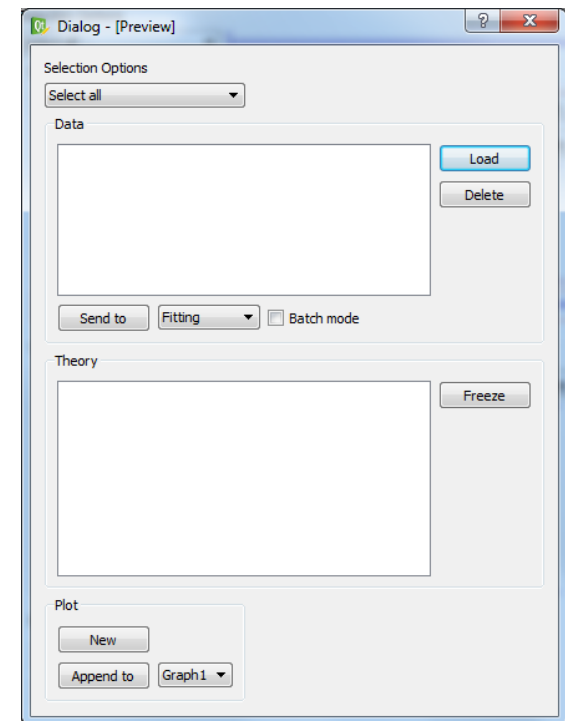 Dialog - [Preview]
Selection Options
Select all
Data
Load
Delete
Send to Fitting Batch mode
Theory
Freeze
Plot
New
Append to Graph1